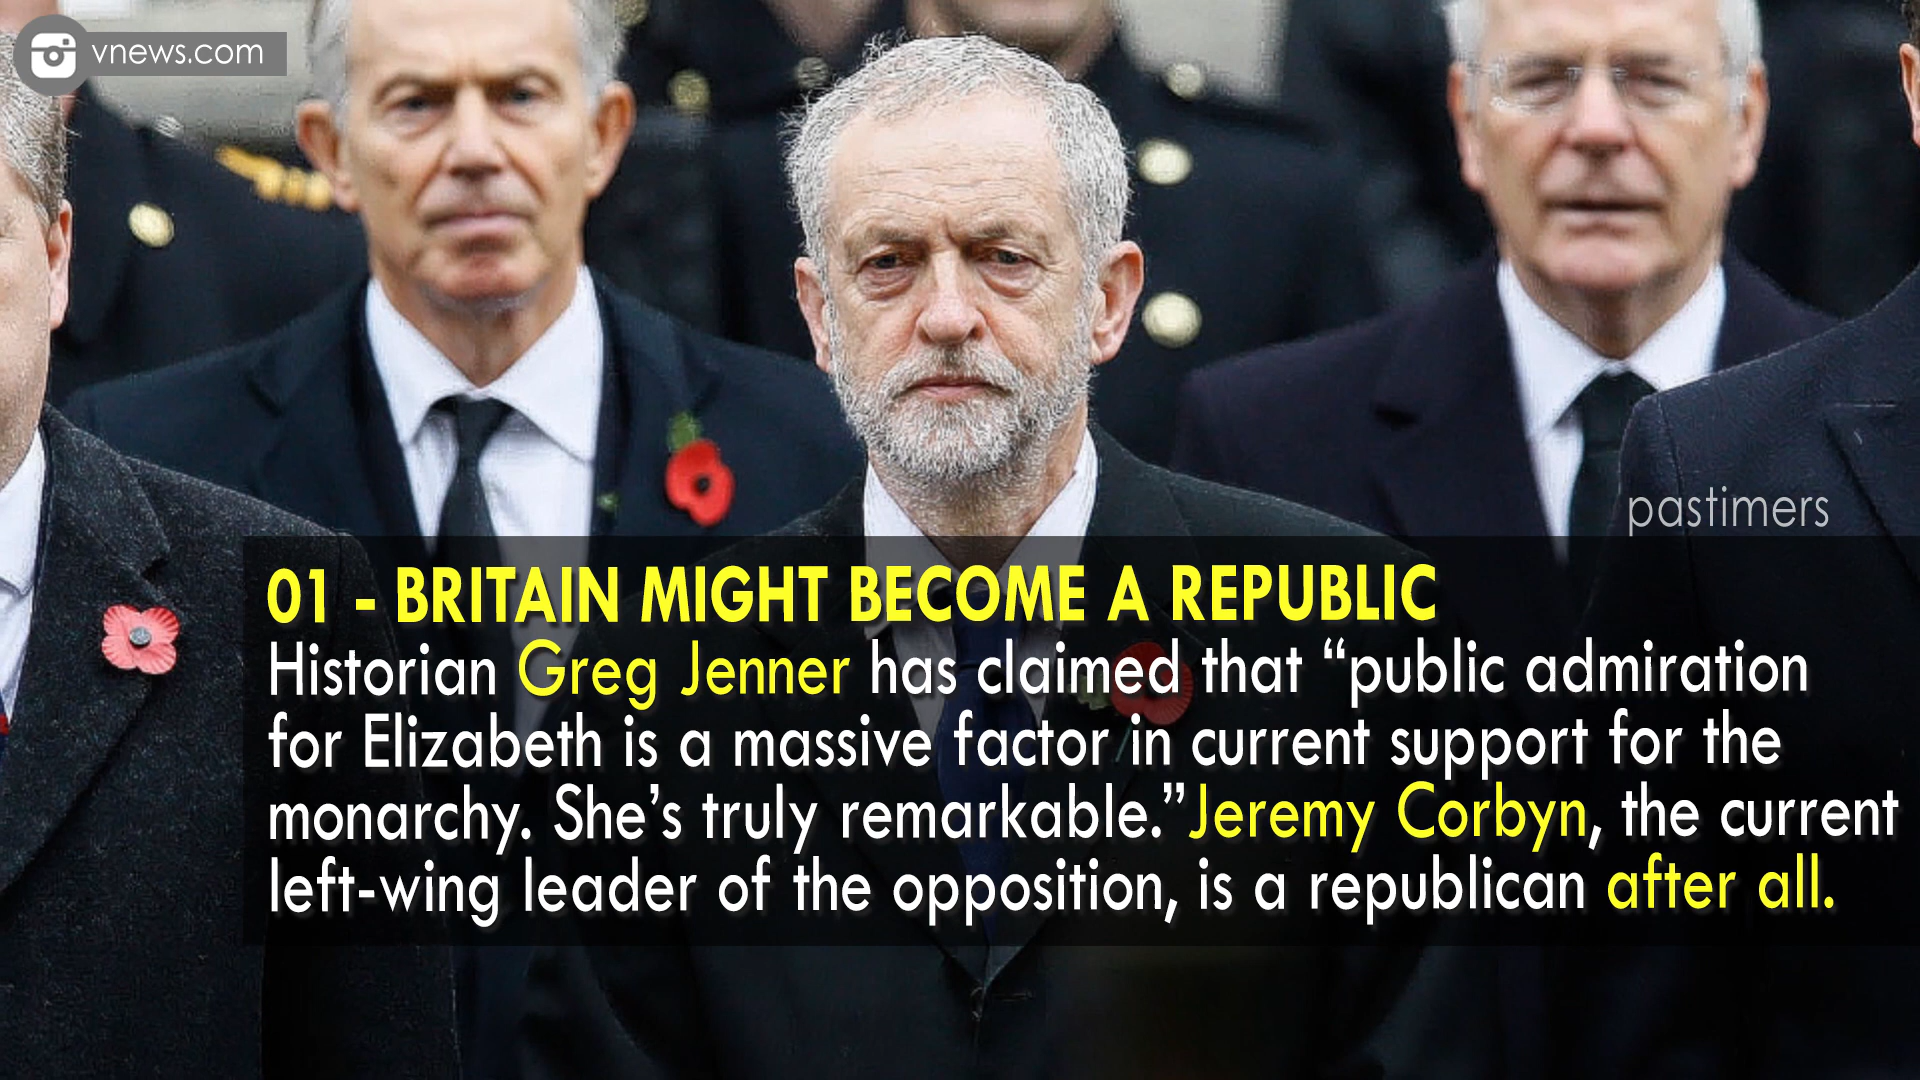 vnews.com
pastimers
01 - BRITAIN MIGHT BECOME A REPUBLIC
Historian Greg Jenner has claimed that “public admiration
for Elizabeth is a massive factor in current support for the
monarchy. She’s truly remarkable.”Jeremy Corbyn, the current
left-wing leader of the opposition, is a republican after all.